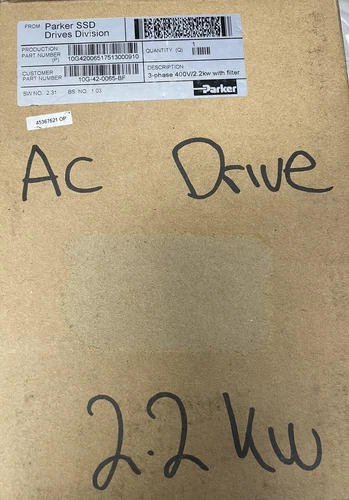 FROM Parker SSD
Drives Division
PRODUCTION
PART NUMBER
(P) 10G42006517513000910
QUANTITY (Q) 1
CUSTOMER
PART NUMBER 10G-42-0065-BF
DESCRIPTION:
3-phase 400V/2.2kw with filter
SW NO. 2.31 BS NO. 1.03
Parker
45367621 OP
AC Drive
2.2 KW